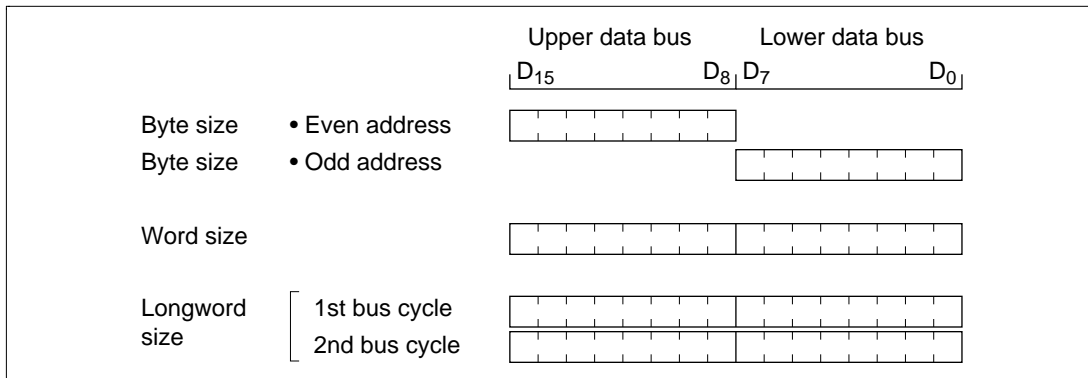 Upper data bus Lower data bus
D15 D8 D7 D0
Byte size • Even address
Byte size • Odd address
Word size
Longword size 1st bus cycle
2nd bus cycle